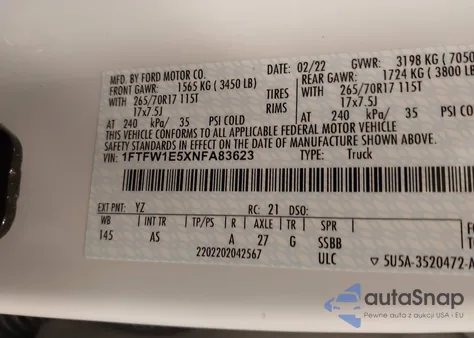 MFD. BY FORD MOTOR CO. 02/22 GVWR: 3198 KG (7050
FRONT GAWR: 1565 KG (3450 LB) REAR GAWR: 1724 KG (3800 LB
WITH 265/70R17 115T TIRES WITH 265/70R17 115T
17x7.5J RIMS 17x7.5J
AT 240 kPa/ 35 PSI COLD AT 240 kPa/ 35 PSI COLD
THIS VEHICLE CONFORMS TO ALL APPLICABLE FEDERAL MOTOR VEHICLE
SAFETY STANDARDS IN EFFECT ON THE DATE OF MANUFACTURE SHOWN ABOVE.
VIN: 1FTFW1E5XNFA83623 TYPE: Truck
EXT PNT: YZ RC: 21 DSO:
WB INT TR TP/PS R AXLE TR SPR
145 AS A 27 G SSBB
2202202042567 ULC 5U5A-3520472-A
autoSnap
Pewne auta z aukcji USA - EU